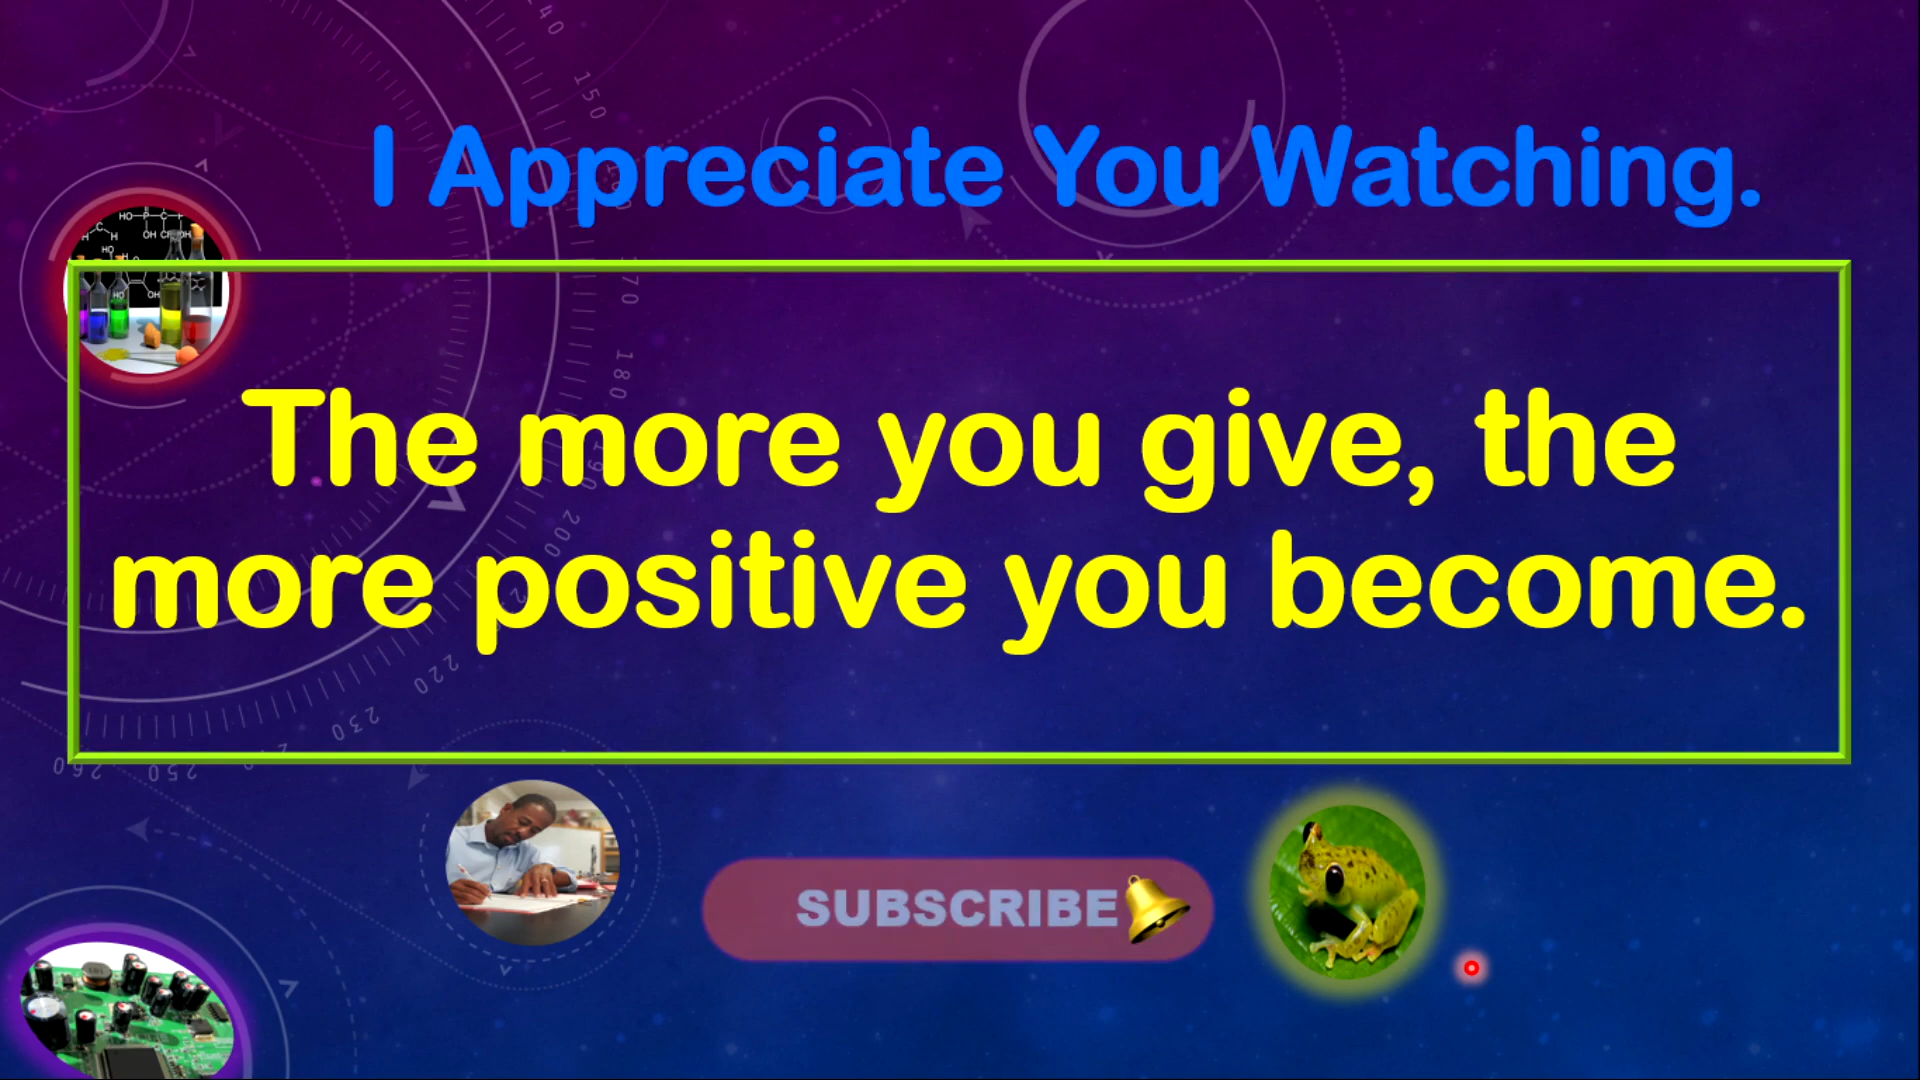 I Appreciate You Watching.
The more you give, the
more positive you become.
SUBSCRIBE